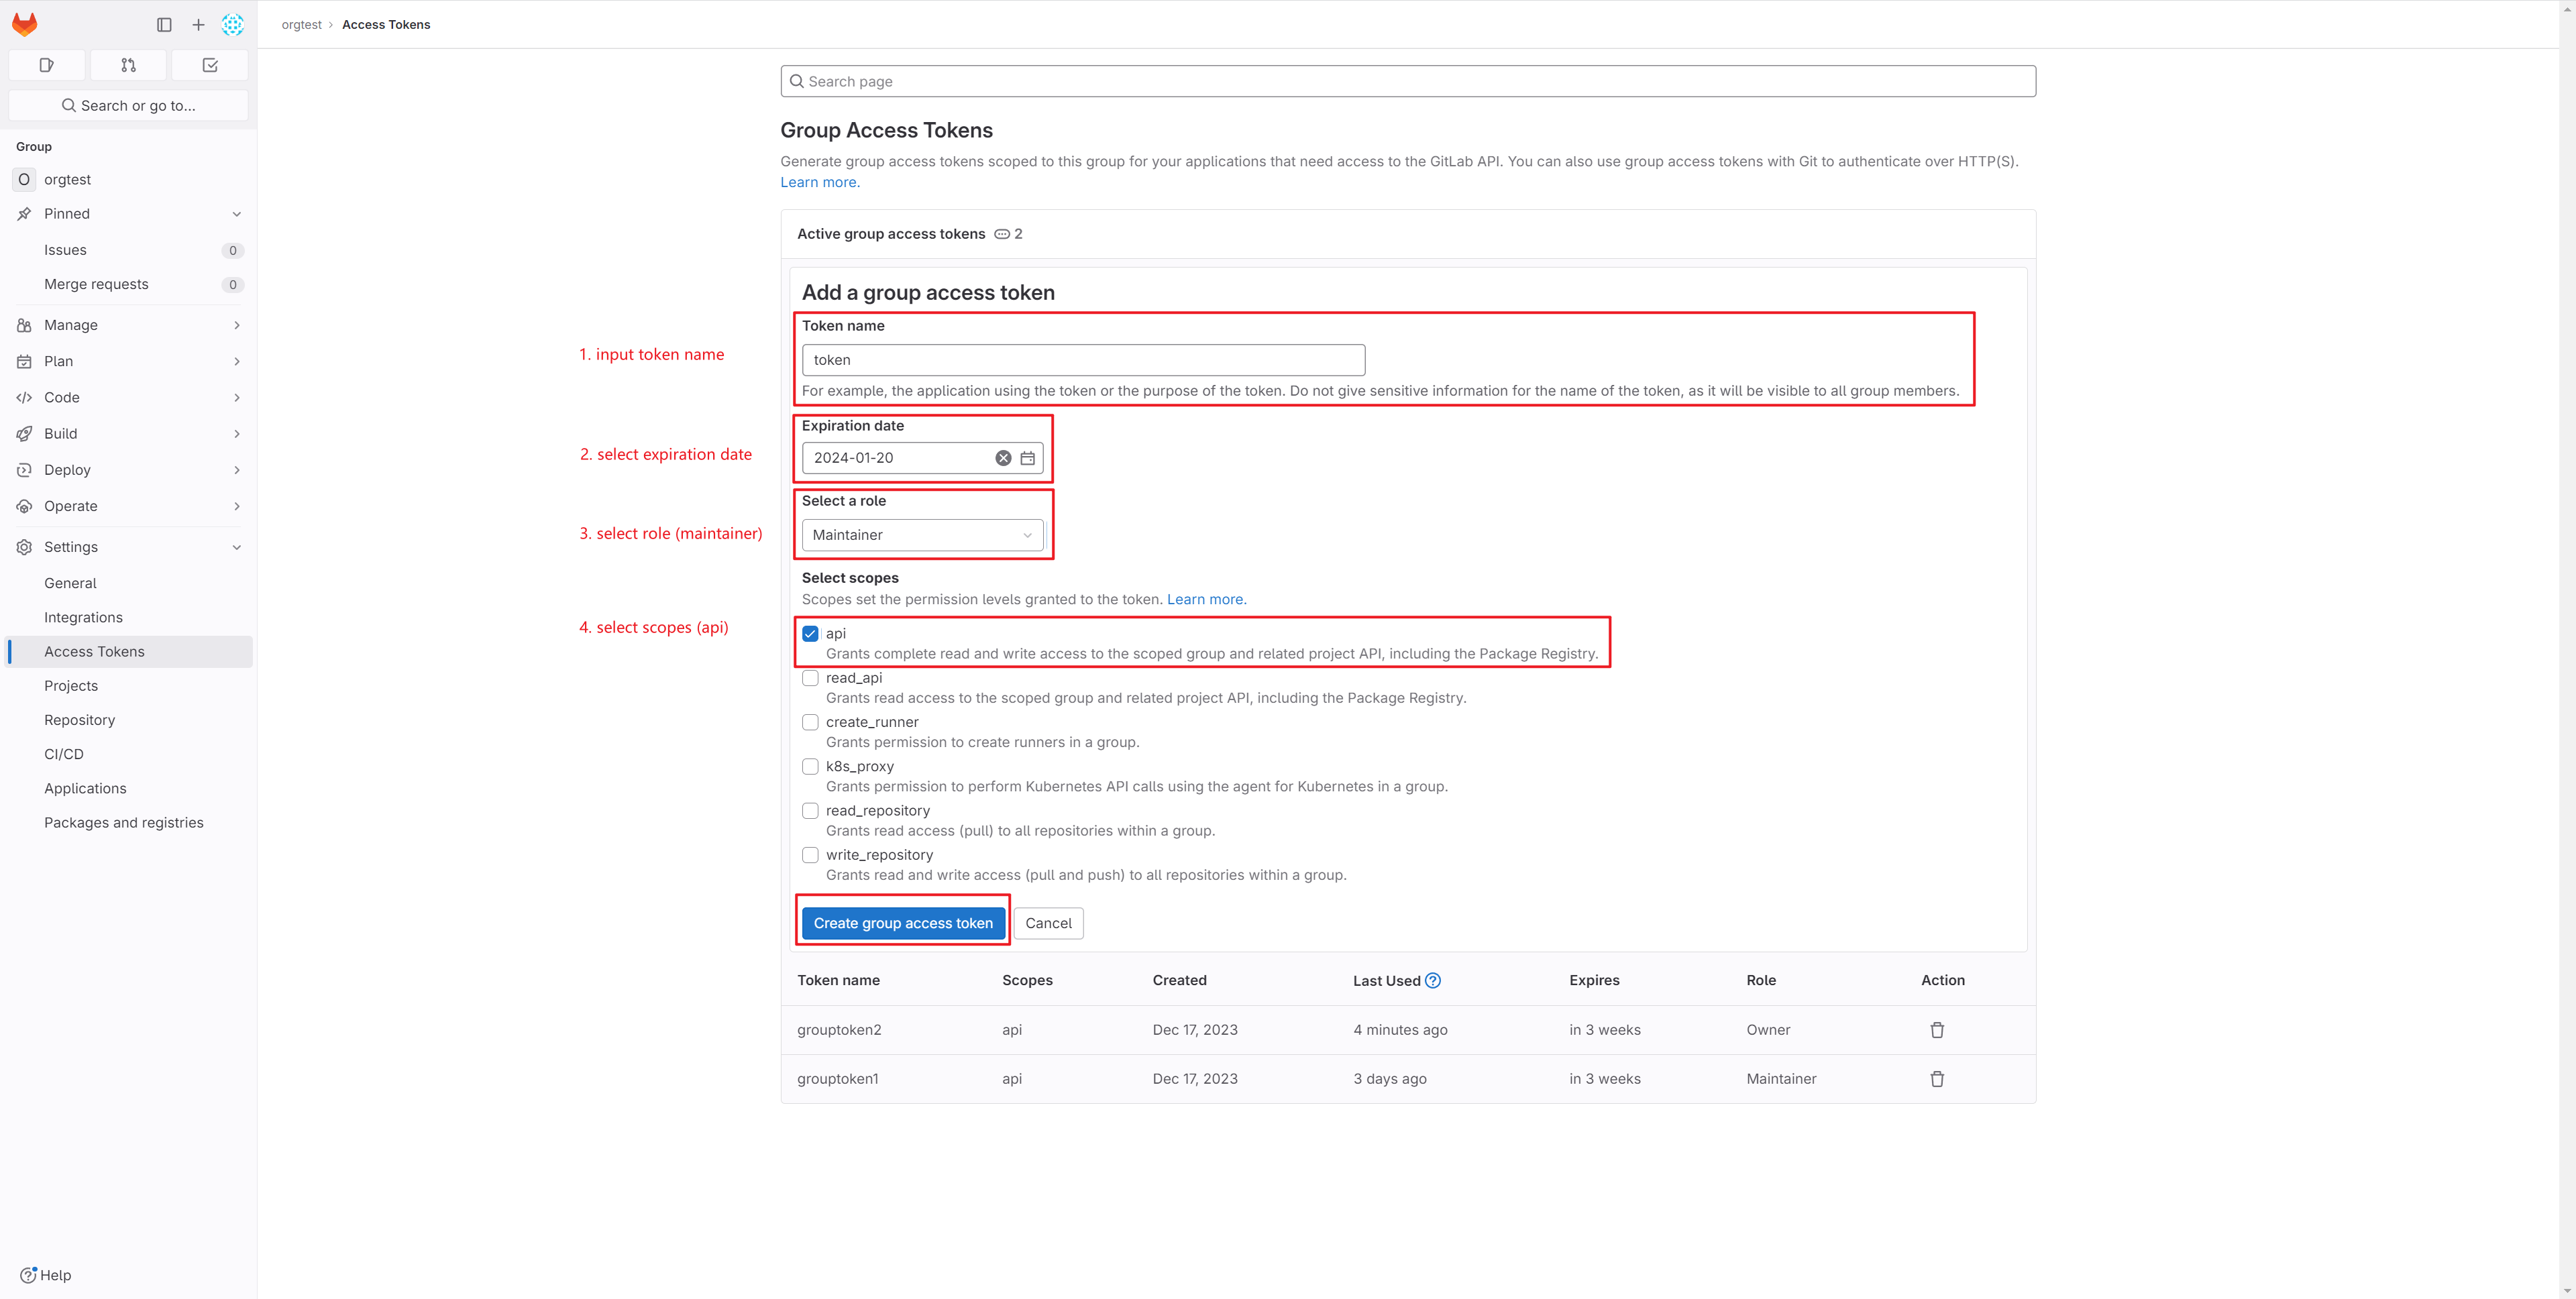 orgtest › Access Tokens
Search or go to...
Group
O orgtest
Pinned
Issues 0
Merge requests 0
Manage
Plan
Code
Build
Deploy
Operate
Settings
General
Integrations
Access Tokens
Projects
Repository
CI/CD
Applications
Packages and registries
Help
Search page
Group Access Tokens
Generate group access tokens scoped to this group for your applications that need access to the GitLab API. You can also use group access tokens with Git to authenticate over HTTP(S).
Learn more.
Active group access tokens 2
Add a group access token
Token name
1. input token name
token
For example, the application using the token or the purpose of the token. Do not give sensitive information for the name of the token, as it will be visible to all group members.
Expiration date
2. select expiration date
2024-01-20
Select a role
3. select role (maintainer)
Maintainer
Select scopes
Scopes set the permission levels granted to the token. Learn more.
4. select scopes (api)
api
Grants complete read and write access to the scoped group and related project API, including the Package Registry.
read_api
Grants read access to the scoped group and related project API, including the Package Registry.
create_runner
Grants permission to create runners in a group.
k8s_proxy
Grants permission to perform Kubernetes API calls using the agent for Kubernetes in a group.
read_repository
Grants read access (pull) to all repositories within a group.
write_repository
Grants read and write access (pull and push) to all repositories within a group.
Create group access token Cancel
Token name Scopes Created Last Used Expires Role Action
grouptoken2 api Dec 17, 2023 4 minutes ago in 3 weeks Owner
grouptoken1 api Dec 17, 2023 3 days ago in 3 weeks Maintainer